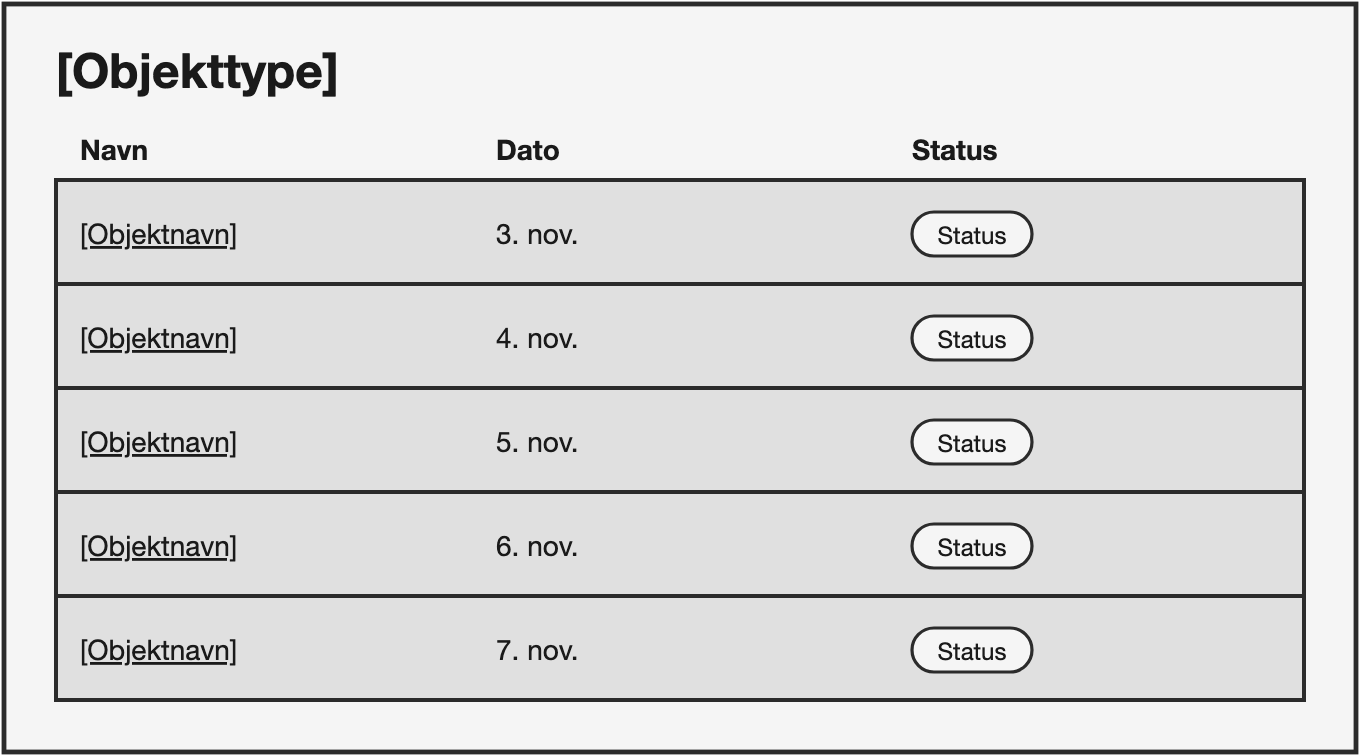 [Objekttype]
Navn Dato Status
[Objektnavn] 3. nov. Status
[Objektnavn] 4. nov. Status
[Objektnavn] 5. nov. Status
[Objektnavn] 6. nov. Status
[Objektnavn] 7. nov. Status